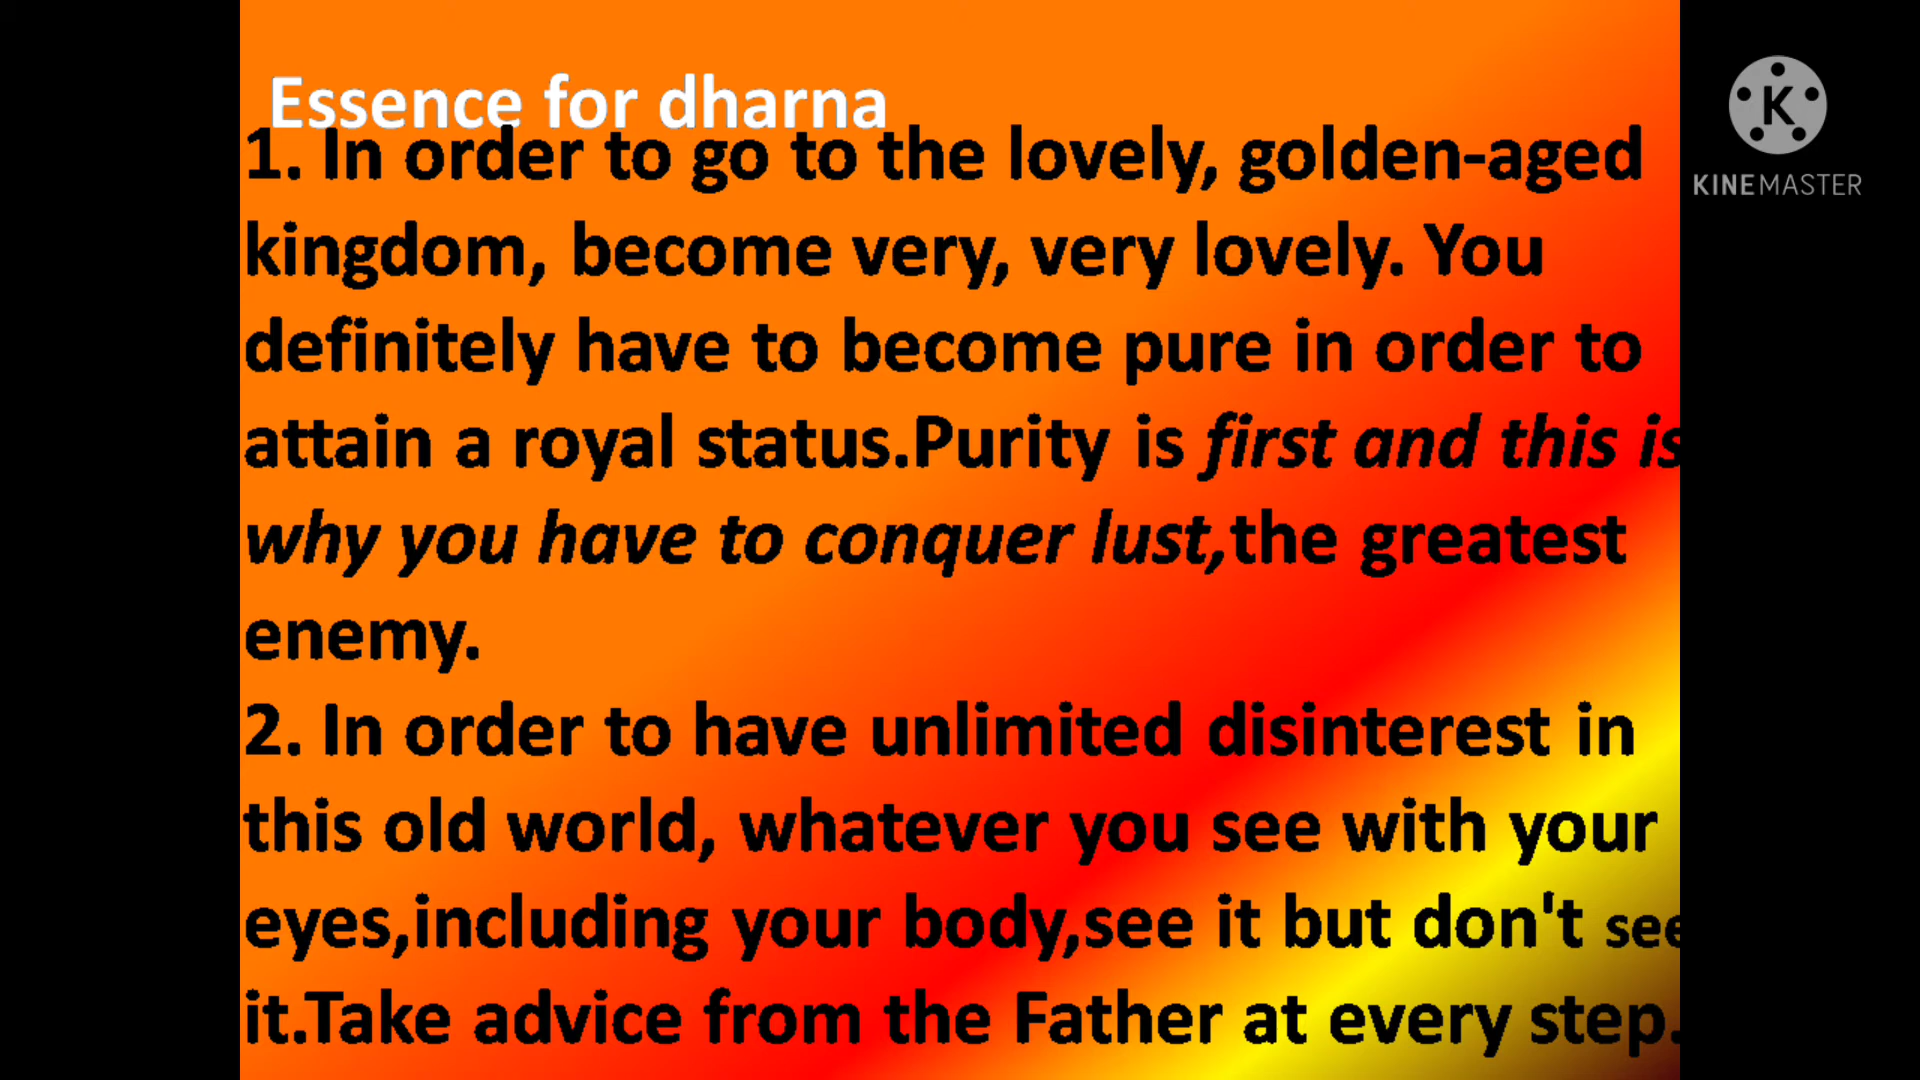 Essence for dharna
1. In order to go to the lovely, golden-aged
kingdom, become very, very lovely. You
definitely have to become pure in order to
attain a royal status.Purity is first and this is
why you have to conquer lust,the greatest
enemy.
2. In order to have unlimited disinterest in
this old world, whatever you see with your
eyes,including your body,see it but don't see
it.Take advice from the Father at every step.
K
KINEMASTER